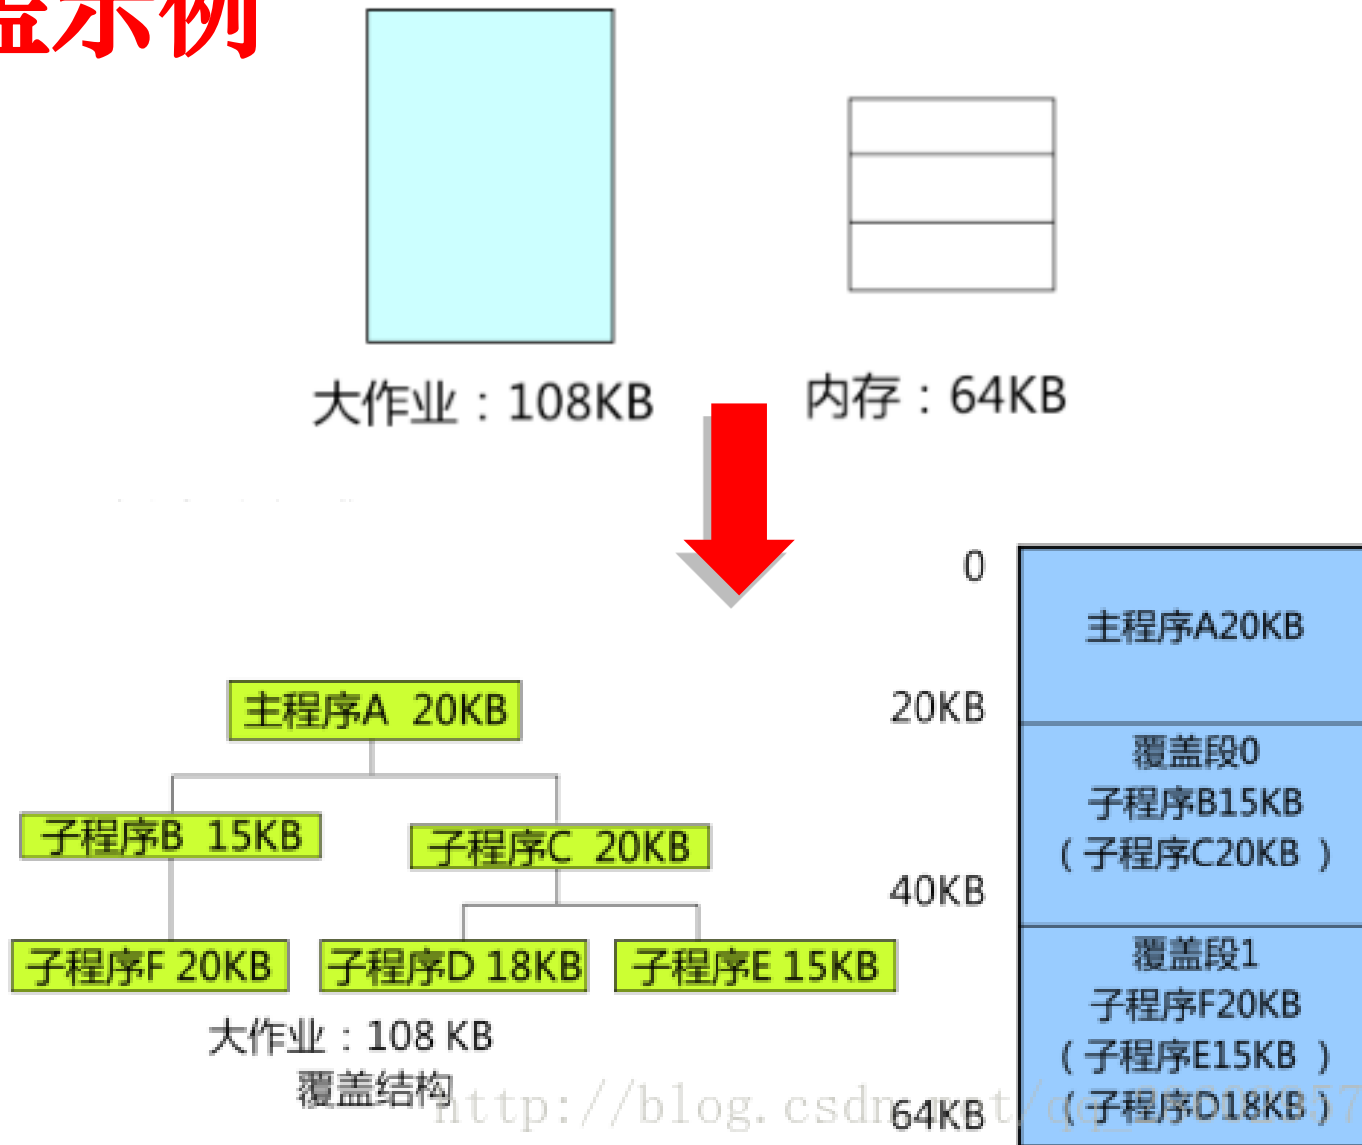 盖示例
大作业：108KB
内存：64KB
0
主程序A20KB
20KB
覆盖段0
子程序B15KB
（子程序C20KB）
40KB
覆盖段1
子程序F20KB
（子程序E15KB）
64KB
（子程序D18KB）
主程序A 20KB
子程序B 15KB
子程序C 20KB
子程序F 20KB
子程序D 18KB
子程序E 15KB
大作业：108 KB
覆盖结构
http://blog.csdn.net/